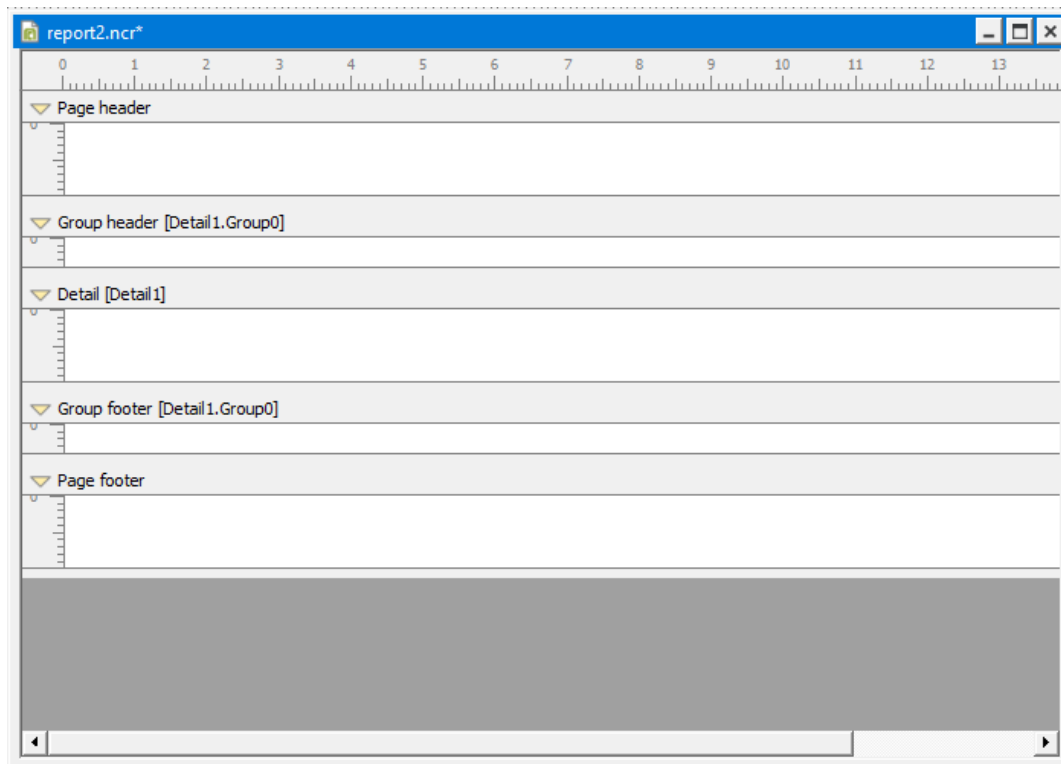 report2.ncr*
0 1 2 3 4 5 6 7 8 9 10 11 12 13
Page header
0
Group header [Detail1.Group0]
0
Detail [Detail1]
0
Group footer [Detail1.Group0]
0
Page footer
0